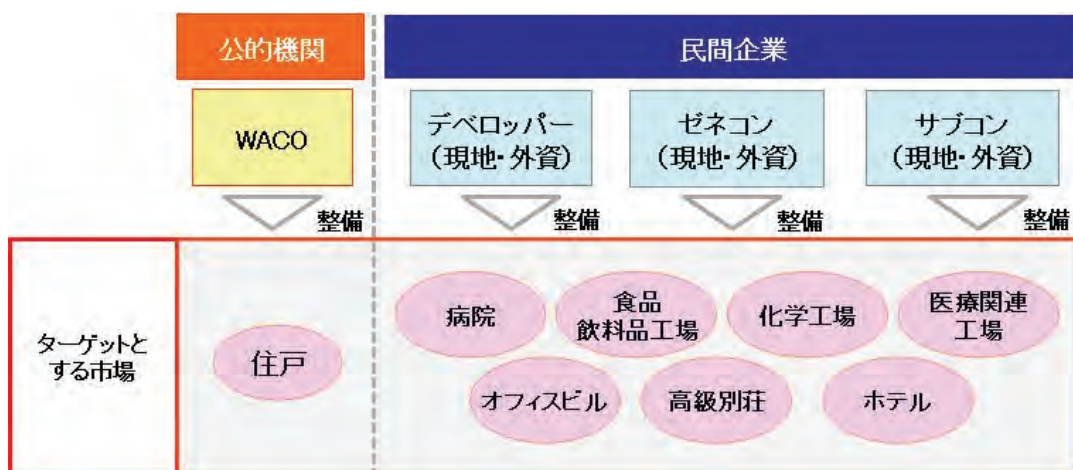 公的機関
民間企業
WACO
デベロッパー
（現地・外資）
ゼネコン
（現地・外資）
サブコン
（現地・外資）
整備
整備
整備
整備
ターゲットと
する市場
住戸
病院
食品
飲料品工場
化学工場
医療関連
工場
オフィスビル
高級別荘
ホテル